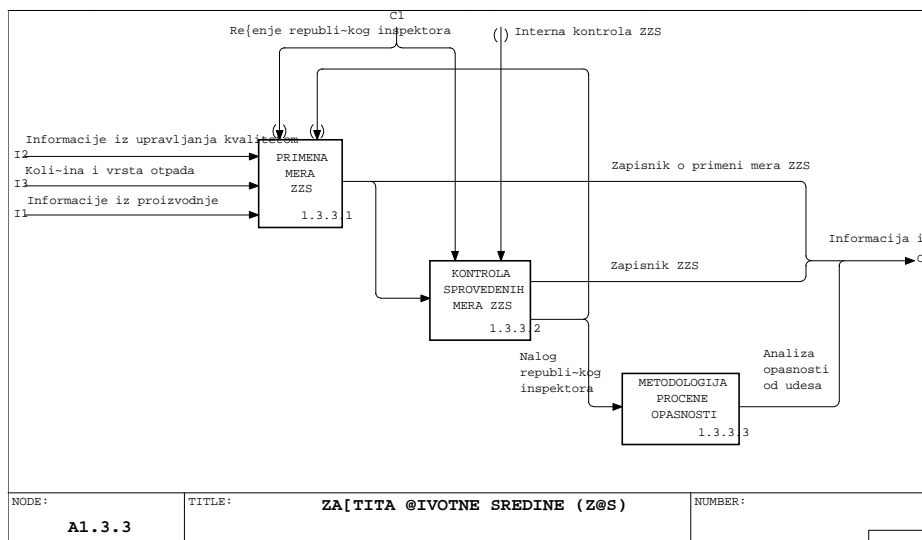 C1
Re{enje republi~kog inspektora
() Interna kontrola ZZS
() ()
Informacije iz upravljanja kvalitetom
I2
Koli~ina i vrsta otpada
I3
Informacije iz proizvodnje
I1
PRIMENA
MERA
ZZS
1.3.3.1
Zapisnik o primeni mera ZZS
Informacija i
O
KONTROLA
SPROVEDENIH
MERA ZZS
1.3.3.2
Zapisnik ZZS
Nalog
republi~kog
inspektora
Analiza
opasnosti
od udesa
METODOLOGIJA
PROCENE
OPASNOSTI
1.3.3.3
NODE:
A1.3.3
TITLE:
ZA[TITA @IVOTNE SREDINE (Z@S)
NUMBER: